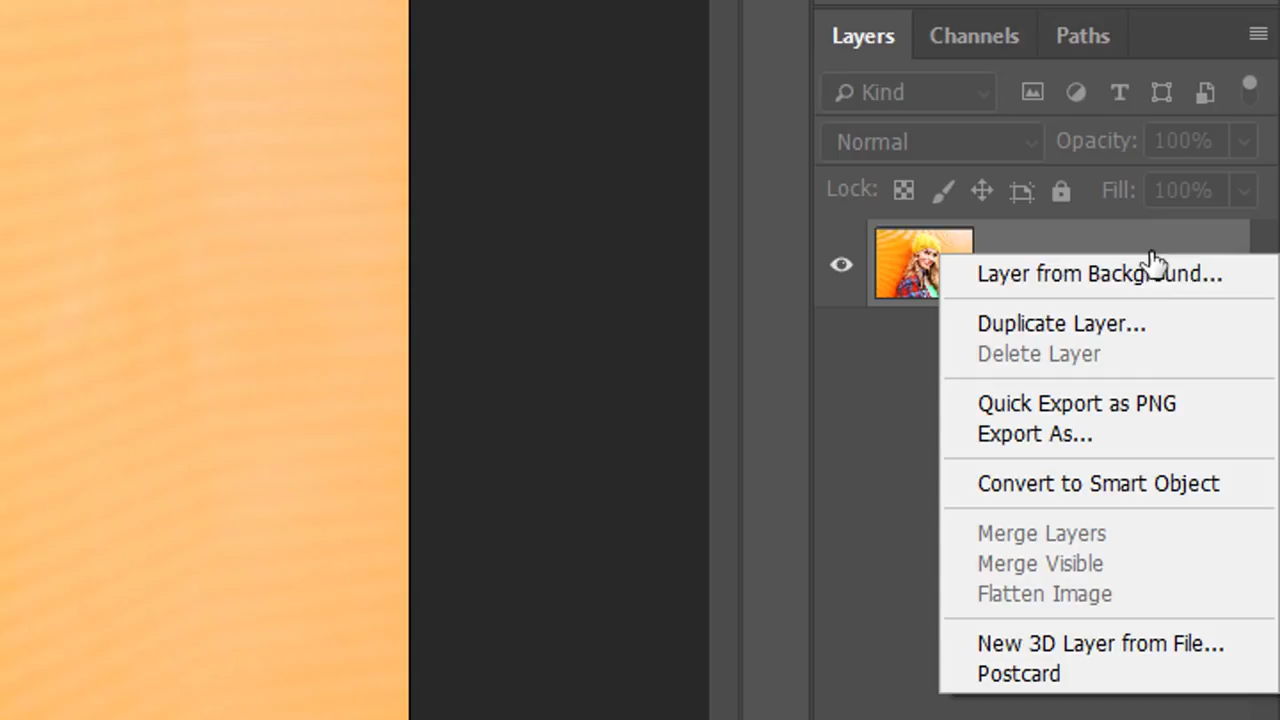 Layers Channels Paths
Kind
Normal Opacity: 100%
Lock: Fill: 100%
Layer from Background...
Duplicate Layer...
Delete Layer
Quick Export as PNG
Export As...
Convert to Smart Object
Merge Layers
Merge Visible
Flatten Image
New 3D Layer from File...
Postcard